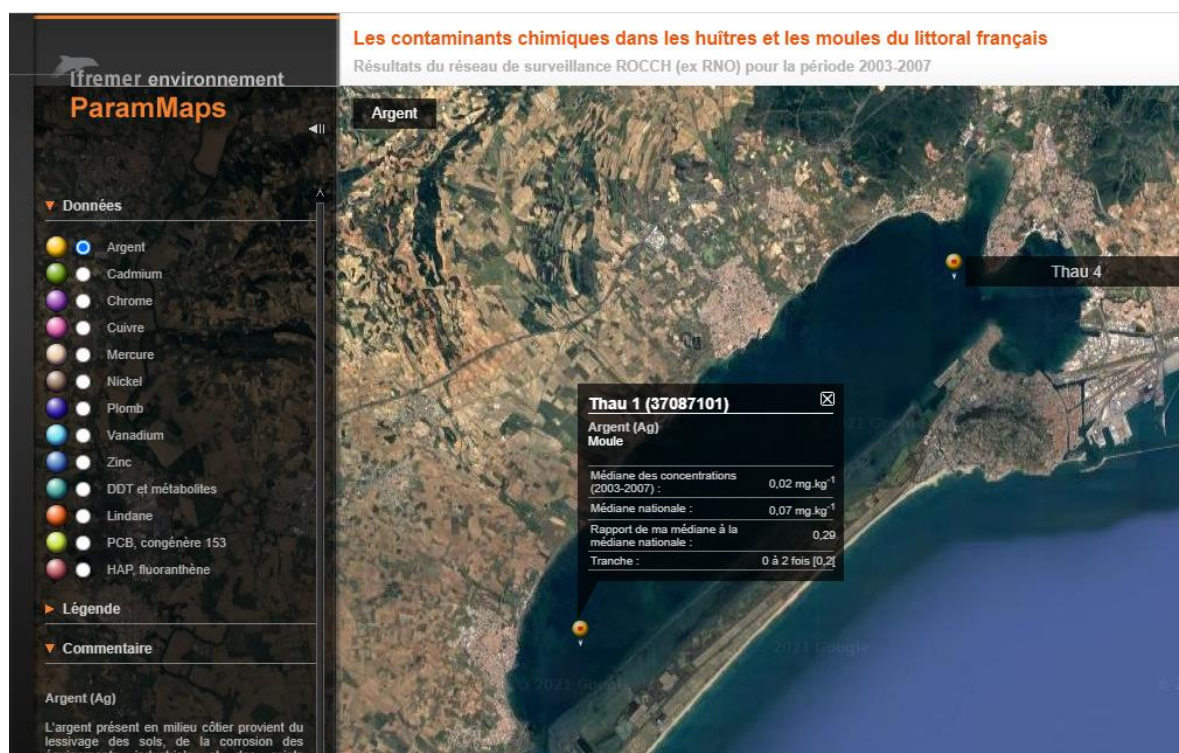 Ifremer environnement
ParamMaps
Les contaminants chimiques dans les huîtres et les moules du littoral français
Résultats du réseau de surveillance ROCCH (ex RNO) pour la période 2003-2007
Argent
Données
Argent
Cadmium
Chrome
Cuivre
Mercure
Nickel
Plomb
Vanadium
Zinc
DDT et métabolites
Lindane
PCB, congénère 153
HAP, fluoranthène
Légende
Commentaire
Argent (Ag)
L'argent présent en milieu côtier provient du
lessivage des sols, de la corrosion des
Thau 4
Thau 1 (37087101)
Argent (Ag)
Moule
Médiane des concentrations
(2003-2007) : 0,02 mg.kg-1
Médiane nationale : 0,07 mg.kg-1
Rapport de ma médiane à la
médiane nationale : 0,29
Tranche : 0 à 2 fois [0,2[
2021 Google
2021 Google